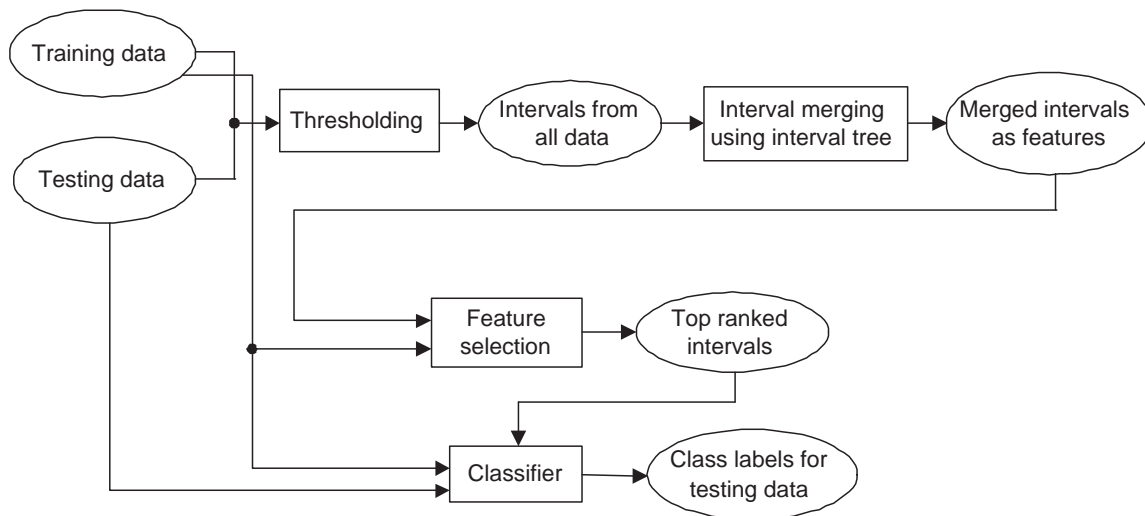 Training data
Testing data
Thresholding
Intervals from
all data
Interval merging
using interval tree
Merged intervals
as features
Feature
selection
Top ranked
intervals
Classifier
Class labels for
testing data